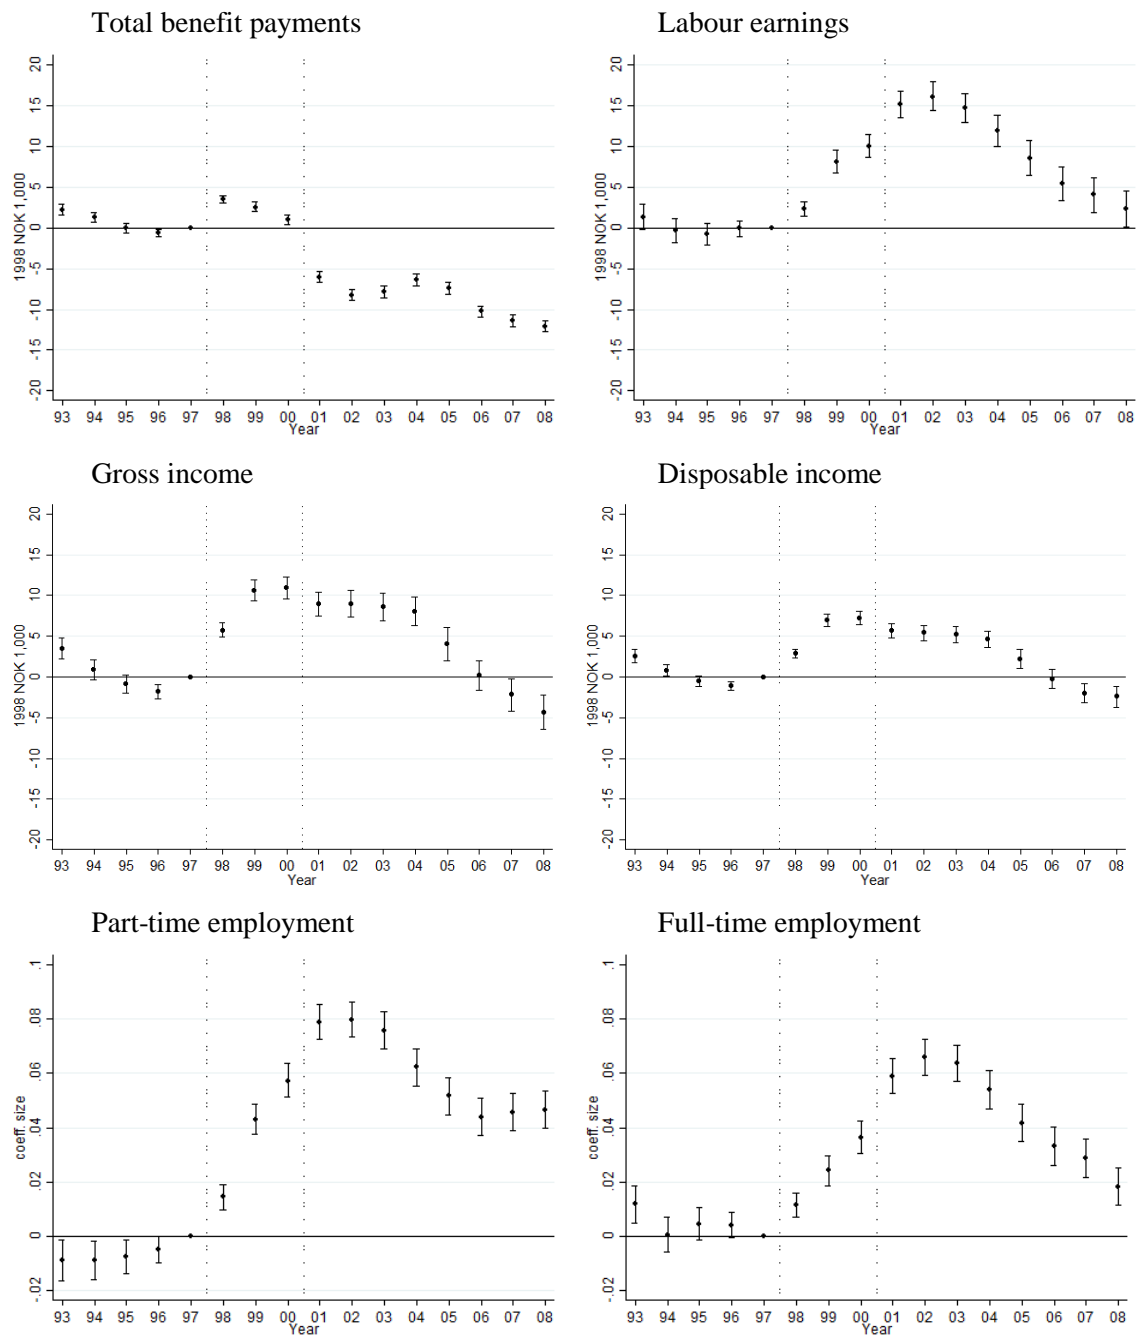 Total benefit payments
Labour earnings
1998 NOK 1,000
20
15
10
5
0
-5
-10
-15
-20
93 94 95 96 97 98 99 00 01 02 03 04 05 06 07 08
Year
1998 NOK 1,000
20
15
10
5
0
-5
-10
-15
-20
93 94 95 96 97 98 99 00 01 02 03 04 05 06 07 08
Year
Gross income
Disposable income
1998 NOK 1,000
20
15
10
5
0
-5
-10
-15
-20
93 94 95 96 97 98 99 00 01 02 03 04 05 06 07 08
Year
1998 NOK 1,000
20
15
10
5
0
-5
-10
-15
-20
93 94 95 96 97 98 99 00 01 02 03 04 05 06 07 08
Year
Part-time employment
Full-time employment
coeff. size
.1
.08
.06
.04
.02
0
-.02
93 94 95 96 97 98 99 00 01 02 03 04 05 06 07 08
Year
coeff. size
.1
.08
.06
.04
.02
0
-.02
93 94 95 96 97 98 99 00 01 02 03 04 05 06 07 08
Year